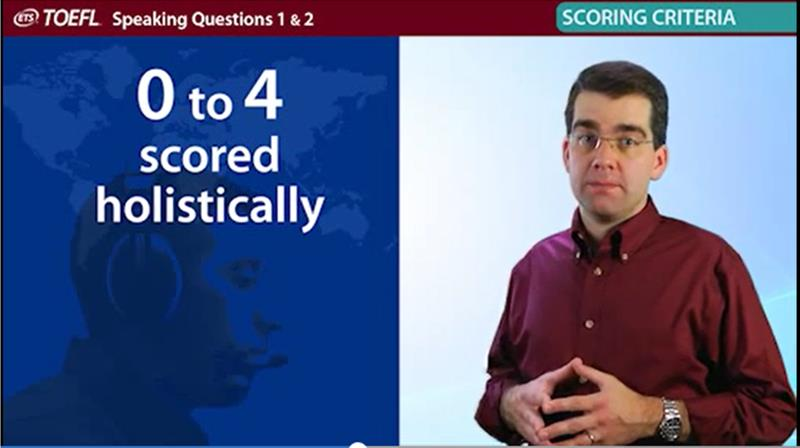 ETS TOEFL Speaking Questions 1 & 2
SCORING CRITERIA
0 to 4
scored
holistically